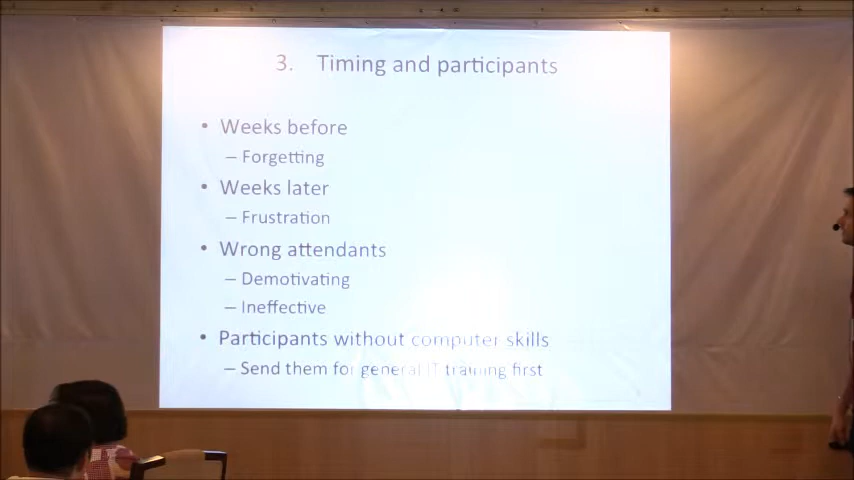 3. Timing and participants
• Weeks before
– Forgetting
• Weeks later
– Frustration
• Wrong attendants
– Demotivating
– Ineffective
• Participants without computer skills
– Send them for general IT training first